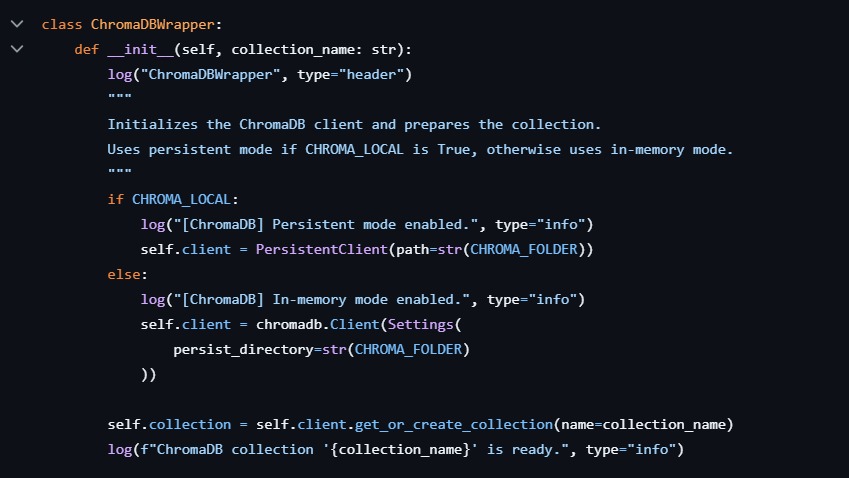 class ChromaDBWrapper:
    def __init__(self, collection_name: str):
        log("ChromaDBWrapper", type="header")
        """
        Initializes the ChromaDB client and prepares the collection.
        Uses persistent mode if CHROMA_LOCAL is True, otherwise uses in-memory mode.
        """
        if CHROMA_LOCAL:
            log("[ChromaDB] Persistent mode enabled.", type="info")
            self.client = PersistentClient(path=str(CHROMA_FOLDER))
        else:
            log("[ChromaDB] In-memory mode enabled.", type="info")
            self.client = chromadb.Client(Settings(
                persist_directory=str(CHROMA_FOLDER)
            ))
        self.collection = self.client.get_or_create_collection(name=collection_name)
        log(f"ChromaDB collection '{collection_name}' is ready.", type="info")